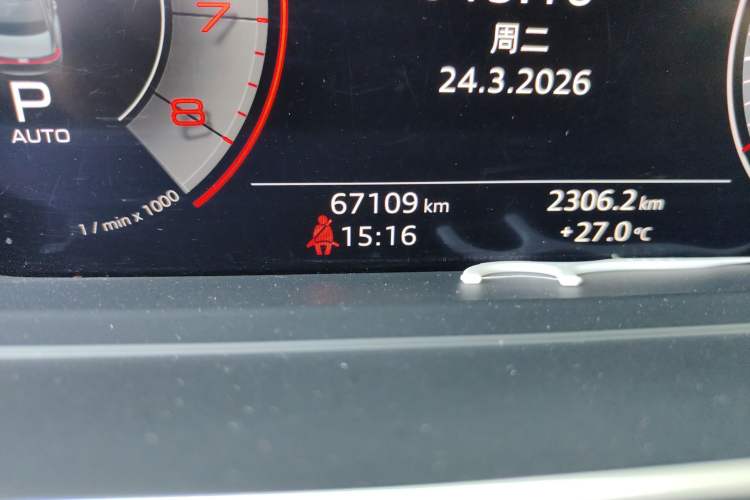 7
周二
24.3.2026
P
8
AUTO
1 / min x 1000
67109 km
2306.2 km
15:16
+27.0 °C